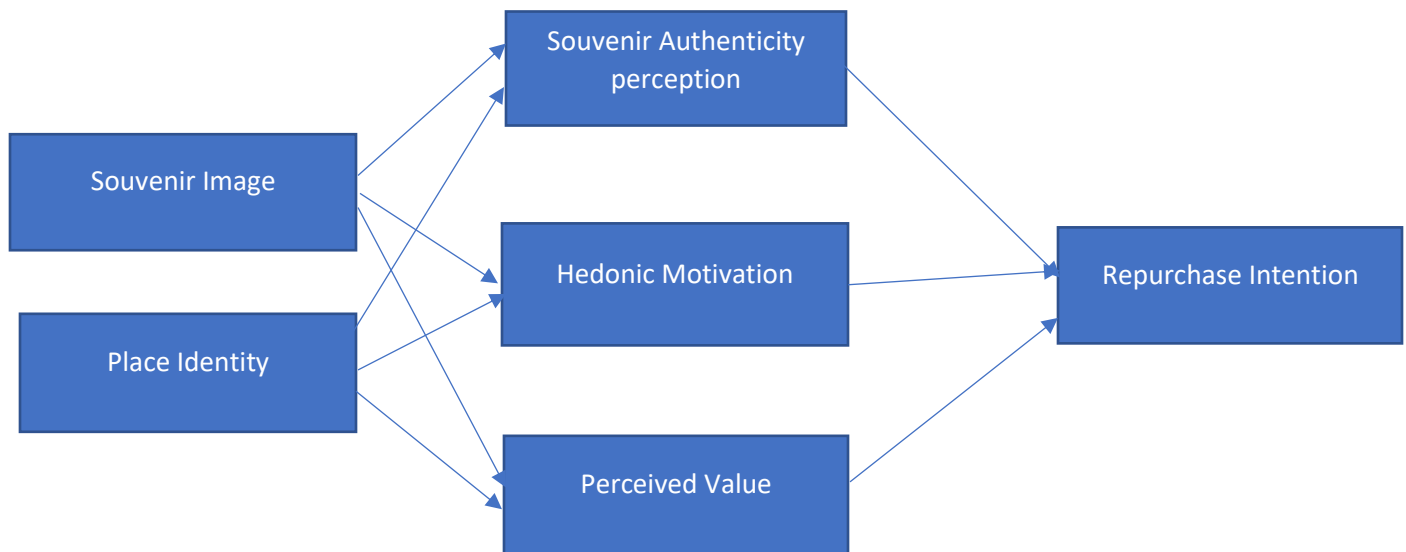 Souvenir Authenticity
perception
Souvenir Image
Hedonic Motivation
Repurchase Intention
Place Identity
Perceived Value